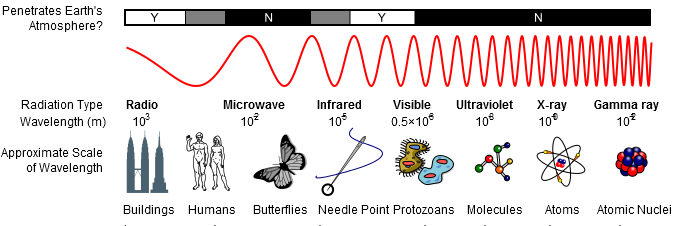 Penetrates Earth's
Atmosphere?
Y N Y N
Radiation Type
Radio Microwave Infrared Visible Ultraviolet X-ray Gamma ray
Wavelength (m)
10³ 10⁻² 10⁻⁵ 0.5×10⁻⁶ 10⁻⁸ 10⁻¹⁰ 10⁻¹²
Approximate Scale
of Wavelength
Buildings Humans Butterflies Needle Point Protozoans Molecules Atoms Atomic Nuclei